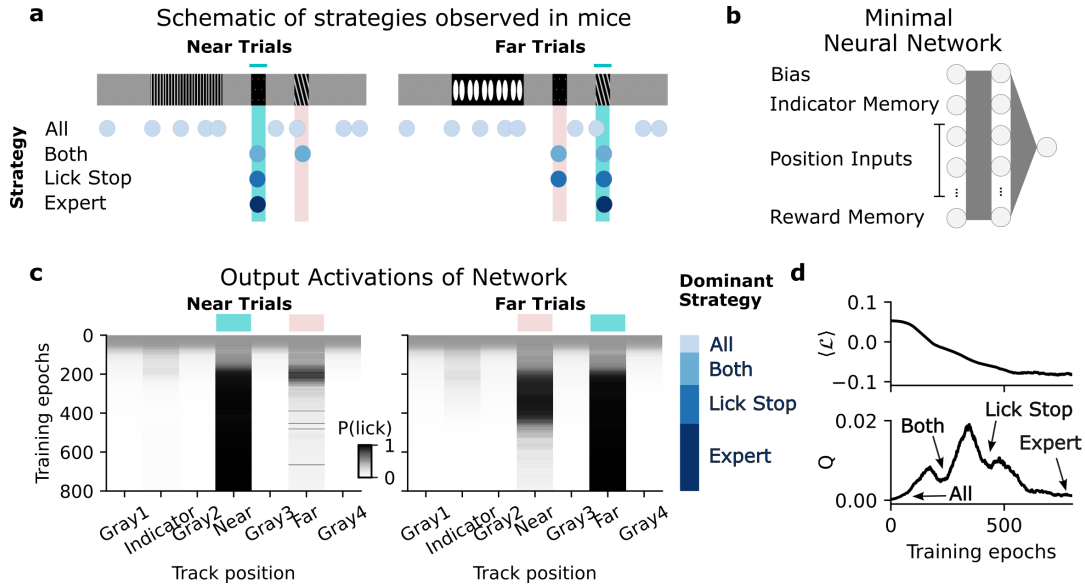 a
Schematic of strategies observed in mice
Near Trials
Far Trials
Strategy
All
Both
Lick Stop
Expert
b
Minimal
Neural Network
Bias
Indicator Memory
Position Inputs
...
...
Reward Memory
c
Output Activations of Network
Near Trials
Far Trials
Training epochs
0
200
400
600
800
P(lick)
1
0
Gray1
Indicator
Gray2
Near
Gray3
Far
Gray4
Track position
Gray1
Indicator
Gray2
Near
Gray3
Far
Gray4
Track position
Dominant
Strategy
All
Both
Lick Stop
Expert
d
⟨ℒ⟩
0.1
0.0
−0.1
Q
0.02
0.00
Both
All
Lick Stop
Expert
0
500
Training epochs